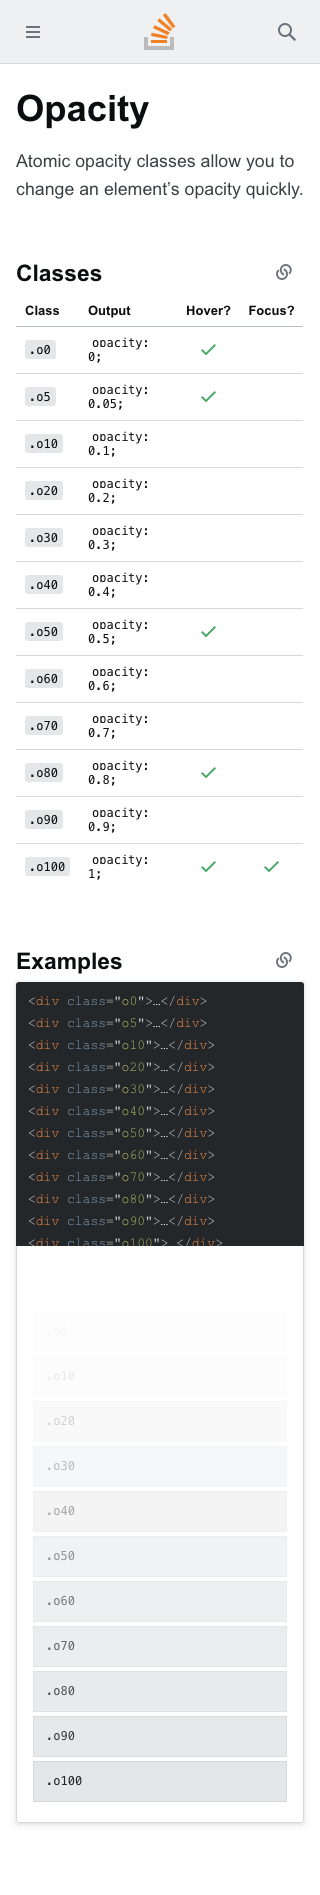 Opacity
Atomic opacity classes allow you to
change an element’s opacity quickly.
Classes
Class Output Hover? Focus?
.o0 opacity:
0;
.o5 opacity:
0.05;
.o10 opacity:
0.1;
.o20 opacity:
0.2;
.o30 opacity:
0.3;
.o40 opacity:
0.4;
.o50 opacity:
0.5;
.o60 opacity:
0.6;
.o70 opacity:
0.7;
.o80 opacity:
0.8;
.o90 opacity:
0.9;
.o100 opacity:
1;
Examples
<div class="o0">…</div>
<div class="o5">…</div>
<div class="o10">…</div>
<div class="o20">…</div>
<div class="o30">…</div>
<div class="o40">…</div>
<div class="o50">…</div>
<div class="o60">…</div>
<div class="o70">…</div>
<div class="o80">…</div>
<div class="o90">…</div>
<div class="o100">…</div>
.o5
.o10
.o20
.o30
.o40
.o50
.o60
.o70
.o80
.o90
.o100